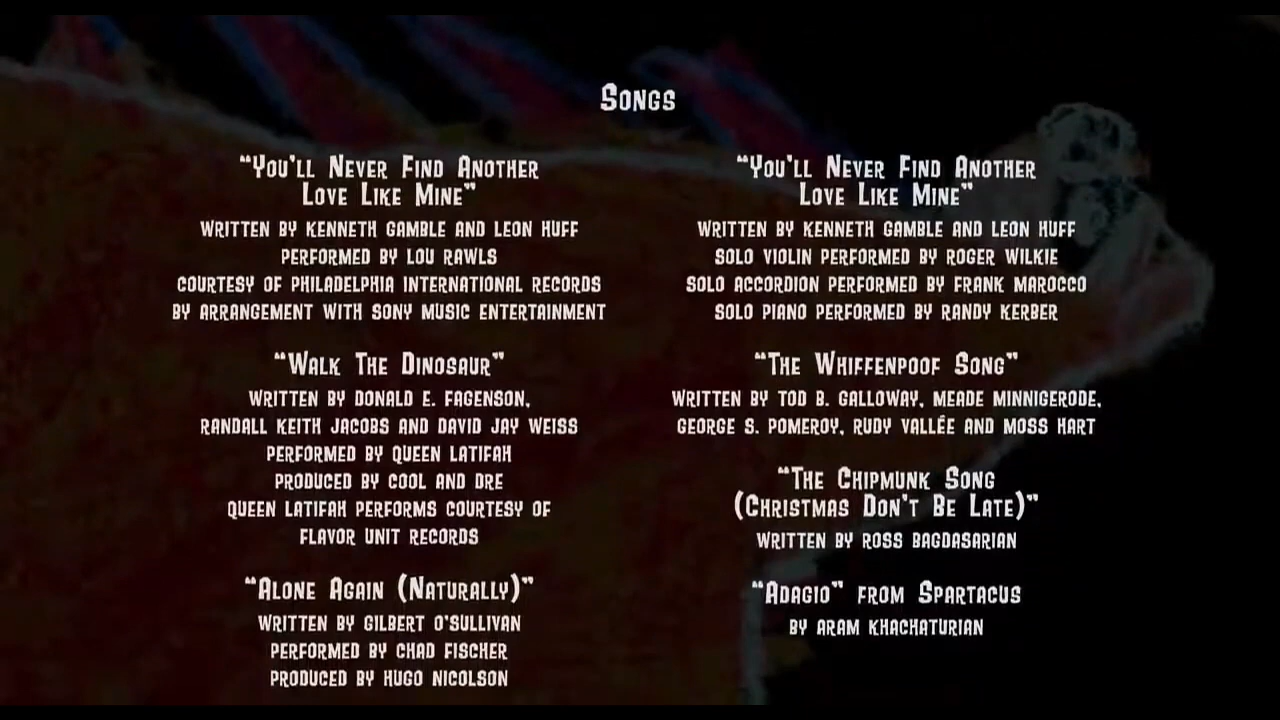 Songs
“You’ll Never Find Another
Love Like Mine”
written by Kenneth Gamble and Leon Huff
performed by Lou Rawls
courtesy of Philadelphia International Records
by arrangement with Sony Music Entertainment
“Walk The Dinosaur”
written by Donald E. Fagenson,
Randall Keith Jacobs and David Jay Weiss
performed by Queen Latifah
produced by Cool and Dre
Queen Latifah performs courtesy of
Flavor Unit Records
“Alone Again (Naturally)”
written by Gilbert O’Sullivan
performed by Chad Fischer
produced by Hugo Nicolson
“You’ll Never Find Another
Love Like Mine”
written by Kenneth Gamble and Leon Huff
solo violin performed by Roger Wilkie
solo accordion performed by Frank Marocco
solo piano performed by Randy Kerber
“The Whiffenpoof Song”
written by Tod B. Galloway, Meade Minnigerode,
George S. Pomeroy, Rudy Vallée and Moss Hart
“The Chipmunk Song
(Christmas Don’t Be Late)”
written by Ross Bagdasarian
“Adagio” from Spartacus
by Aram Khachaturian